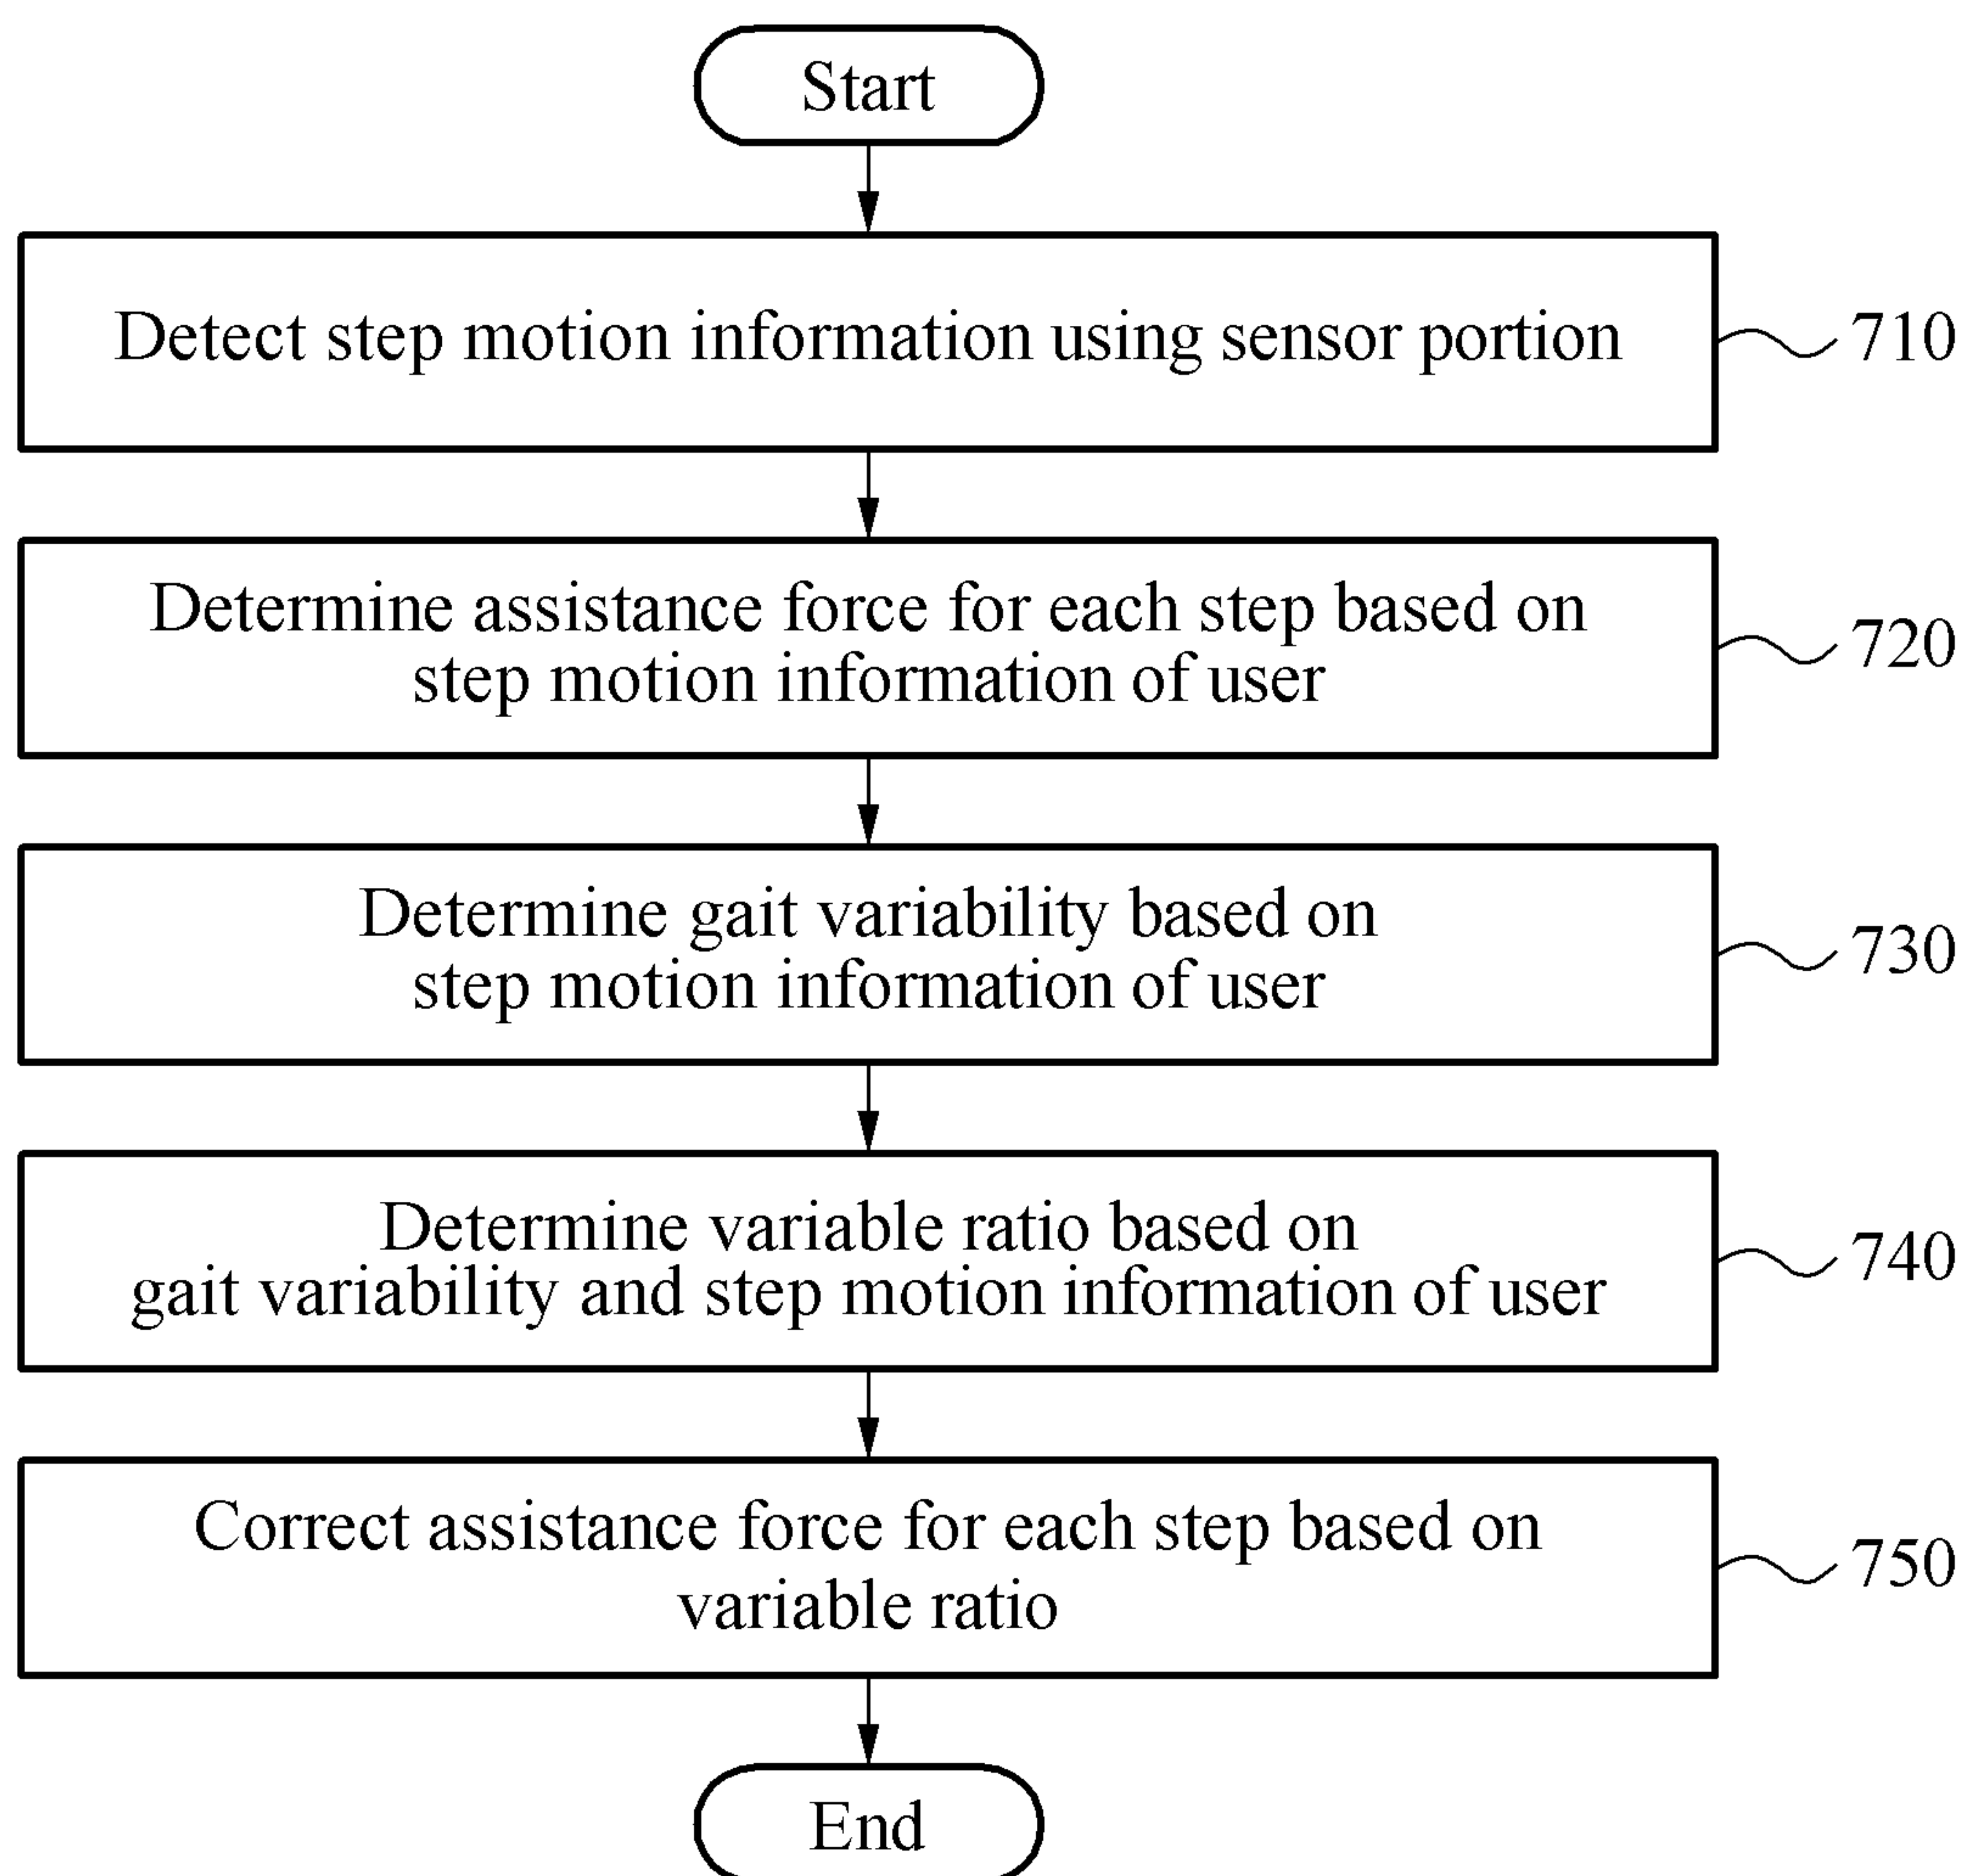 Start
Detect step motion information using sensor portion
710
Determine assistance force for each step based on
step motion information of user
720
Determine gait variability based on
step motion information of user
730
Determine variable ratio based on
gait variability and step motion information of user
740
Correct assistance force for each step based on
variable ratio
750
End